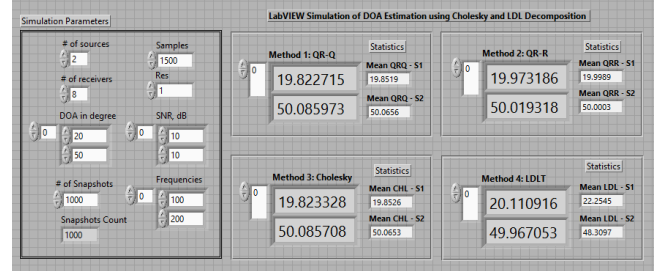 LabVIEW Simulation of DOA Estimation using Cholesky and LDL Decomposition
Simulation Parameters
# of sources
2
Samples
1500
# of receivers
8
Res
1
DOA in degree
0
20
50
SNR, dB
0
10
10
# of Snapshots
1000
Snapshots Count
1000
Frequencies
0
100
200
Method 1: QR-Q
0
19.822715
50.085973
Statistics
Mean QRQ - S1
19.8519
Mean QRQ - S2
50.0656
Method 2: QR-R
0
19.973186
50.019318
Statistics
Mean QRR - S1
19.9989
Mean QRR - S2
50.0003
Method 3: Cholesky
0
19.823328
50.085708
Statistics
Mean CHL - S1
19.8526
Mean CHL - S2
50.0653
Method 4: LDLT
0
20.110916
49.967053
Statistics
Mean LDL - S1
22.2545
Mean LDL - S2
48.3097